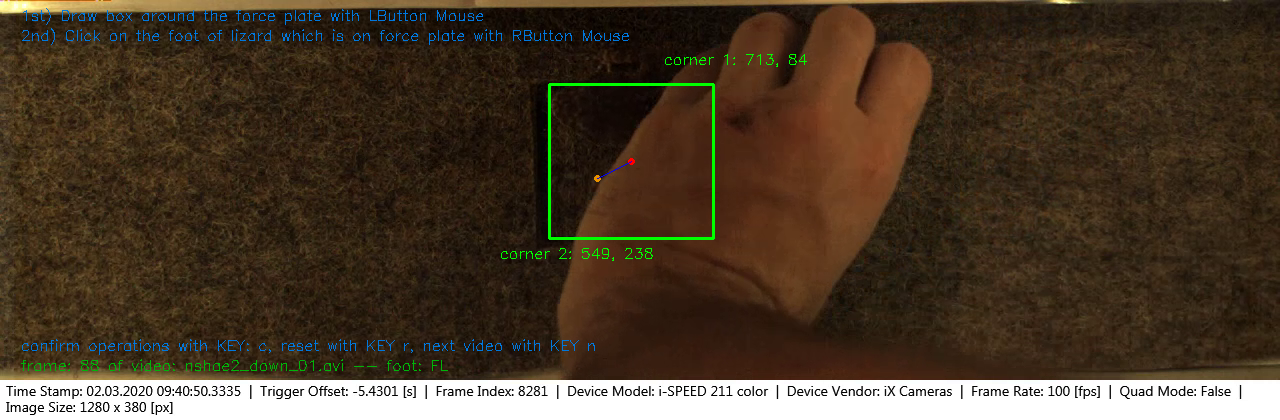 1st) Draw box around the force plate with LButton Mouse
2nd) Click on the foot of lizard which is on force plate with RButton Mouse
corner 1: 713, 84
corner 2: 549, 238
confirm operations with KEY: c, reset with KEY r, next video with KEY n
frame: 88 of video: nshae2_down_01.avi -- foot: FL
Time Stamp: 02.03.2020 09:40:50.3335 | Trigger Offset: -5.4301 [s] | Frame Index: 8281 | Device Model: i-SPEED 211 color | Device Vendor: iX Cameras | Frame Rate: 100 [fps] | Quad Mode: False |
Image Size: 1280 x 380 [px]